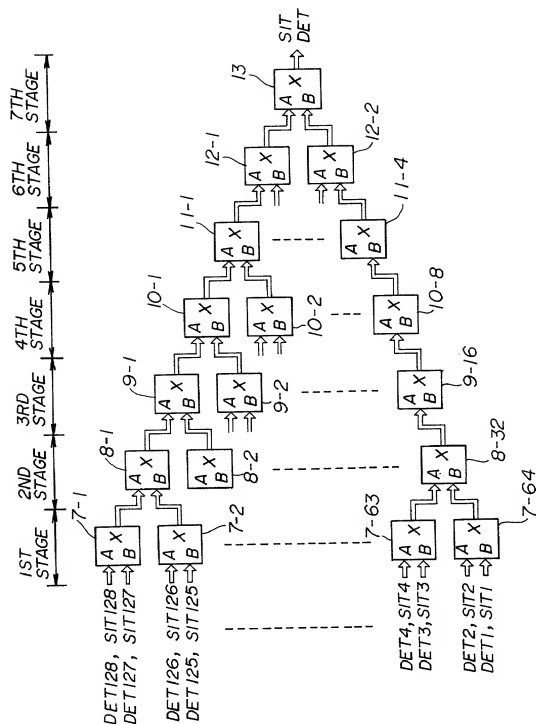 1ST STAGE
2ND STAGE
3RD STAGE
4TH STAGE
5TH STAGE
6TH STAGE
7TH STAGE
DET128, SIT128
DET127, SIT127
A X B
7-1
DET126, SIT126
DET125, SIT125
A X B
7-2
A X B
8-1
A X B
8-2
A X B
9-1
A X B
9-2
A X B
10-1
A X B
10-2
A X B
11-1
A X B
12-1
A X B
13
SIT
DET
A X B
12-2
A X B
11-4
A X B
10-8
A X B
9-16
A X B
8-32
DET4, SIT4
DET3, SIT3
A X B
7-63
DET2, SIT2
DET1, SIT1
A X B
7-64